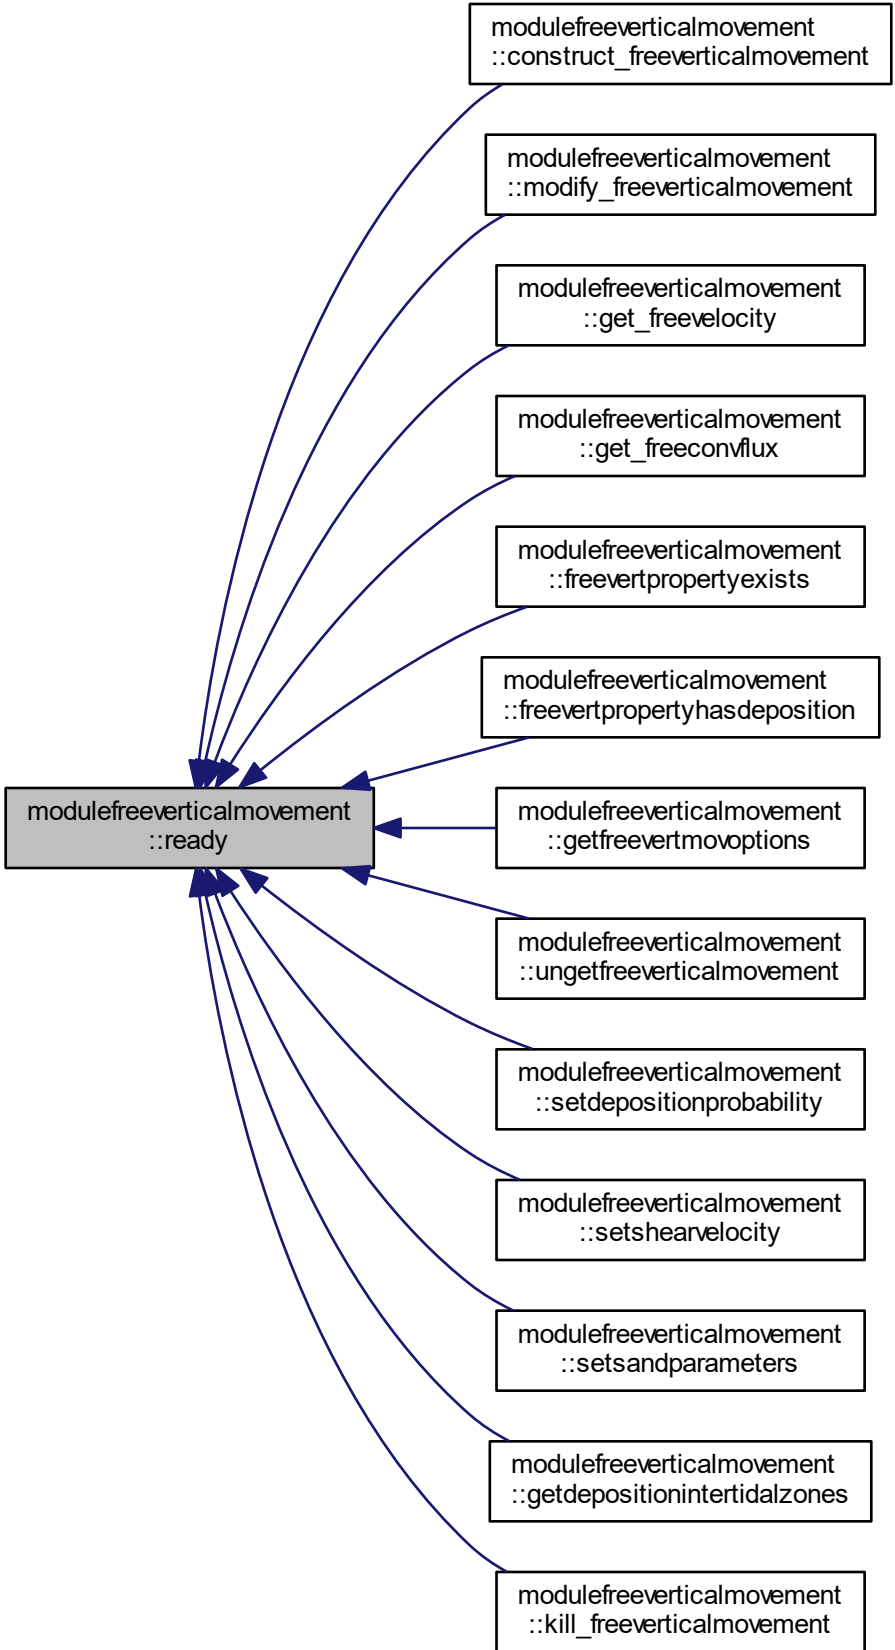 modulefreeverticalmovement
::construct_freeverticalmovement
modulefreeverticalmovement
::modify_freeverticalmovement
modulefreeverticalmovement
::get_freevelocity
modulefreeverticalmovement
::get_freeconvflux
modulefreeverticalmovement
::freevertpropertyexists
modulefreeverticalmovement
::freevertpropertyhasdeposition
modulefreeverticalmovement
::ready
modulefreeverticalmovement
::getfreevertmovoptions
modulefreeverticalmovement
::ungetfreeverticalmovement
modulefreeverticalmovement
::setdepositionprobability
modulefreeverticalmovement
::setshearvelocity
modulefreeverticalmovement
::setsandparameters
modulefreeverticalmovement
::getdepositionintertidalzones
modulefreeverticalmovement
::kill_freeverticalmovement